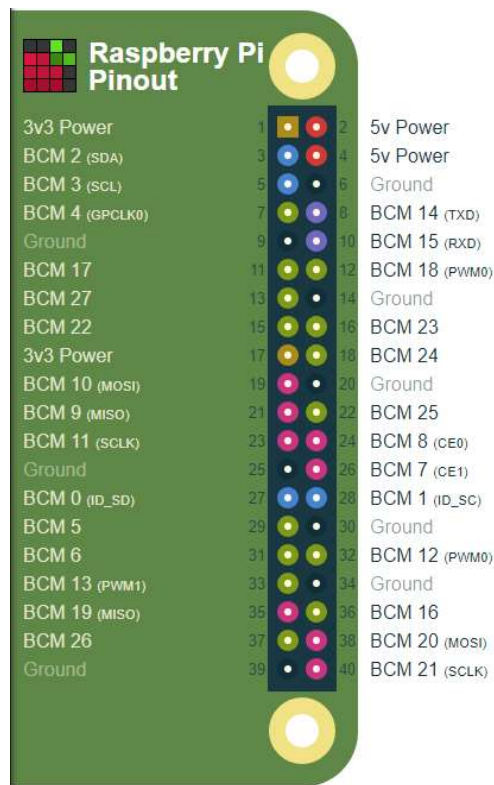 Raspberry Pi
Pinout
3v3 Power 1 2 5v Power
BCM 2 (SDA) 3 4 5v Power
BCM 3 (SCL) 5 6 Ground
BCM 4 (GPCLK0) 7 8 BCM 14 (TXD)
Ground 9 10 BCM 15 (RXD)
BCM 17 11 12 BCM 18 (PWM0)
BCM 27 13 14 Ground
BCM 22 15 16 BCM 23
3v3 Power 17 18 BCM 24
BCM 10 (MOSI) 19 20 Ground
BCM 9 (MISO) 21 22 BCM 25
BCM 11 (SCLK) 23 24 BCM 8 (CE0)
Ground 25 26 BCM 7 (CE1)
BCM 0 (ID_SD) 27 28 BCM 1 (ID_SC)
BCM 5 29 30 Ground
BCM 6 31 32 BCM 12 (PWM0)
BCM 13 (PWM1) 33 34 Ground
BCM 19 (MISO) 35 36 BCM 16
BCM 26 37 38 BCM 20 (MOSI)
Ground 39 40 BCM 21 (SCLK)